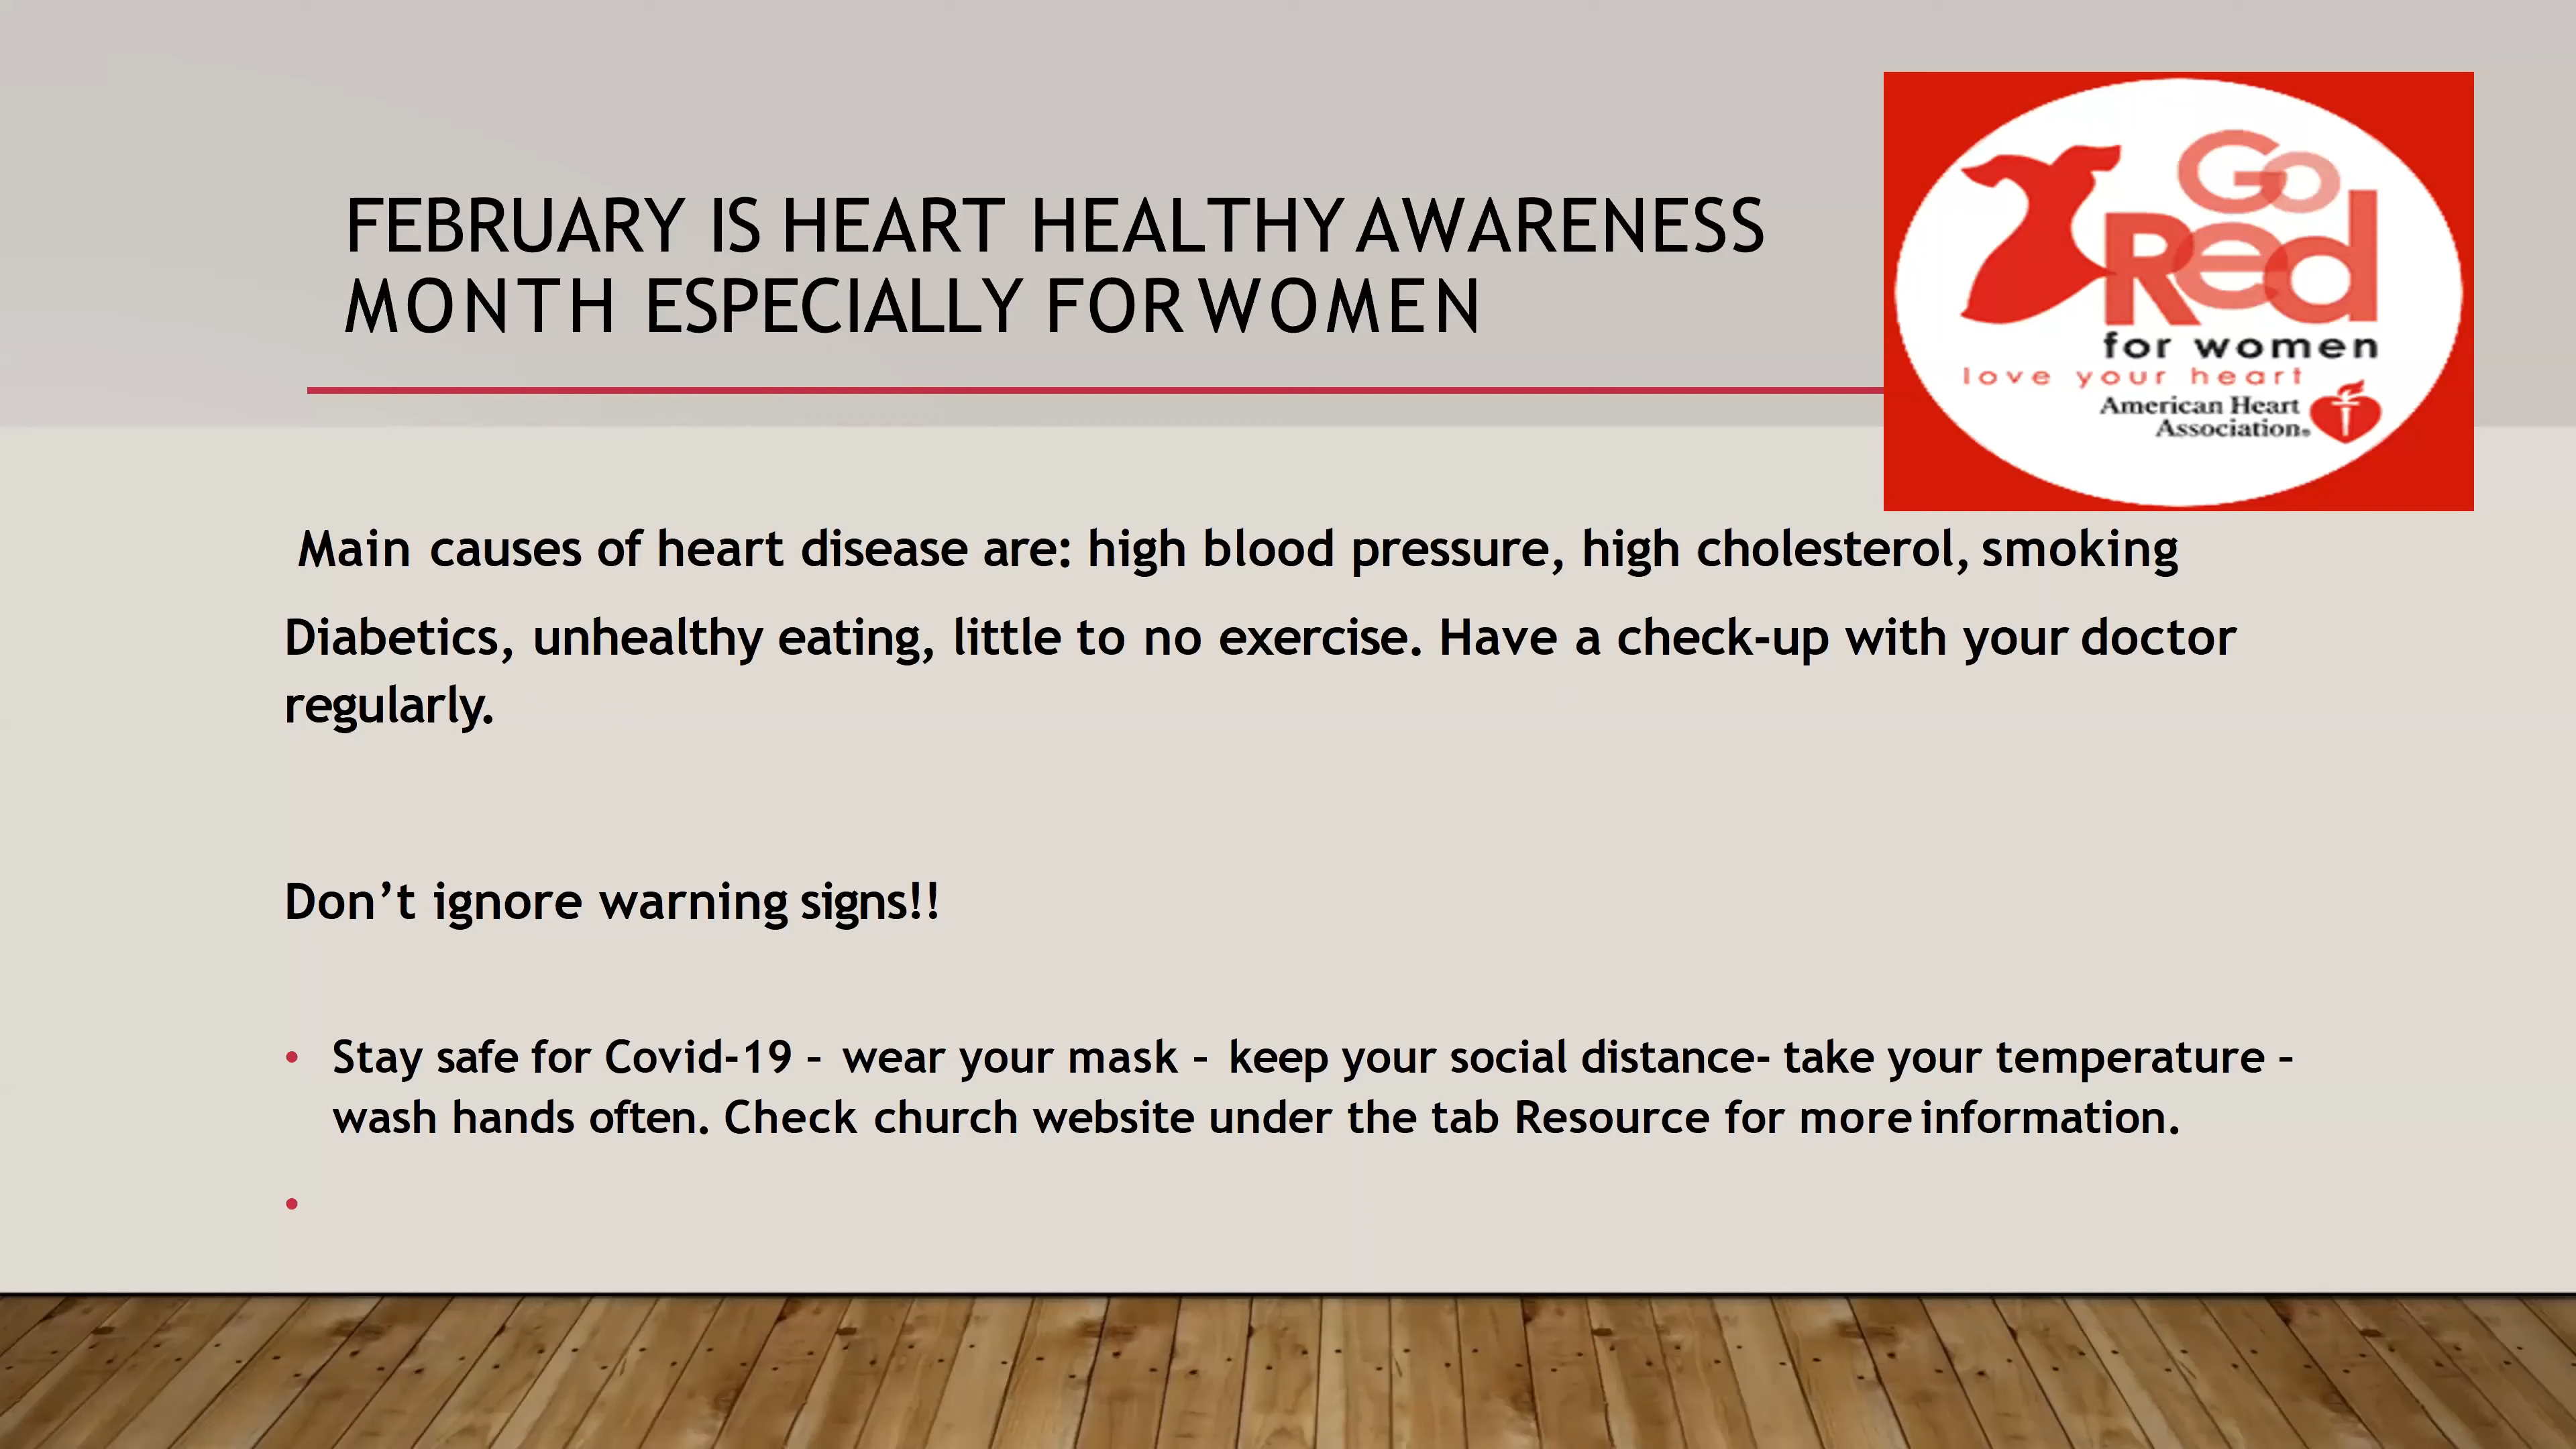 FEBRUARY IS HEART HEALTHY AWARENESS
MONTH ESPECIALLY FOR WOMEN
Go
Red
for women
love your heart
American Heart
Association®
Main causes of heart disease are: high blood pressure, high cholesterol, smoking
Diabetics, unhealthy eating, little to no exercise. Have a check-up with your doctor
regularly.
Don’t ignore warning signs!!
• Stay safe for Covid-19 – wear your mask – keep your social distance- take your temperature –
wash hands often. Check church website under the tab Resource for more information.
•